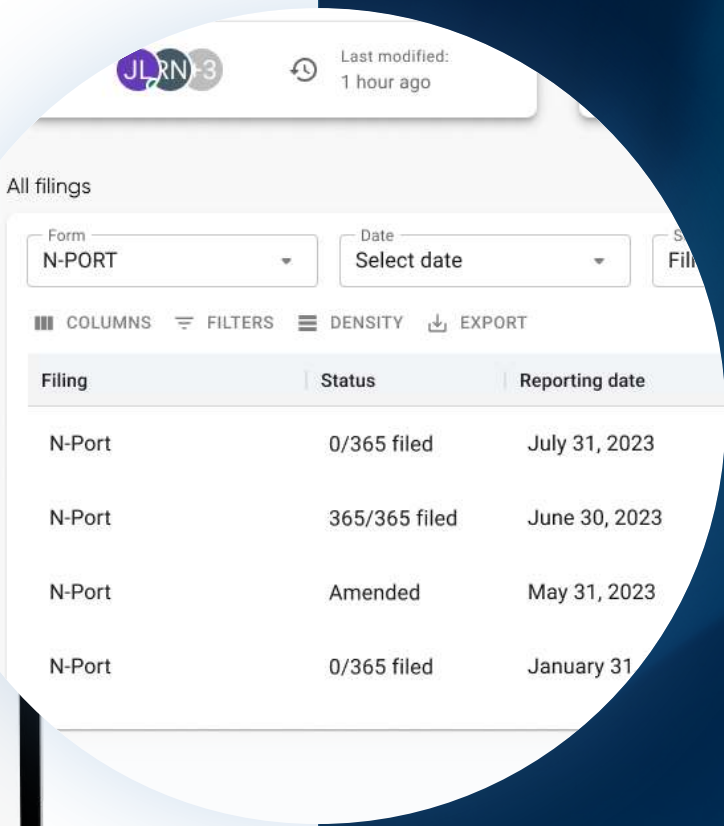 JL RN +3
Last modified:
1 hour ago
All filings
Form
N-PORT
Date
Select date
COLUMNS FILTERS DENSITY EXPORT
Filing Status Reporting date
N-Port 0/365 filed July 31, 2023
N-Port 365/365 filed June 30, 2023
N-Port Amended May 31, 2023
N-Port 0/365 filed January 31